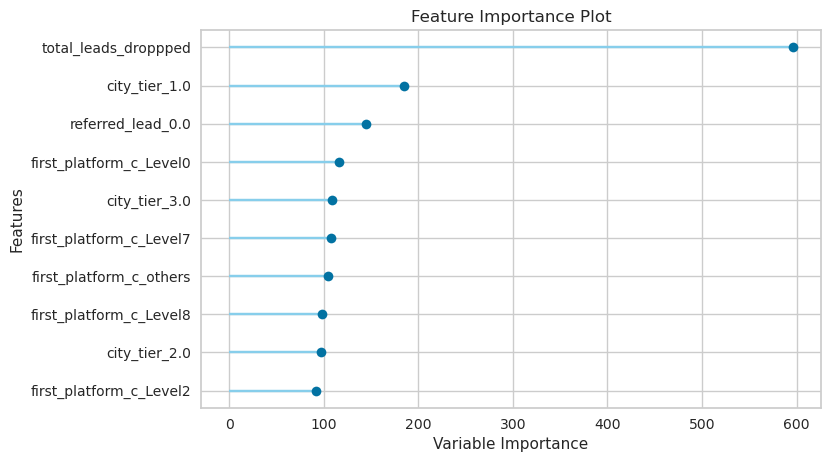 Feature Importance Plot
total_leads_droppped
city_tier_1.0
referred_lead_0.0
first_platform_c_Level0
city_tier_3.0
first_platform_c_Level7
first_platform_c_others
first_platform_c_Level8
city_tier_2.0
first_platform_c_Level2
Features
0 100 200 300 400 500 600
Variable Importance